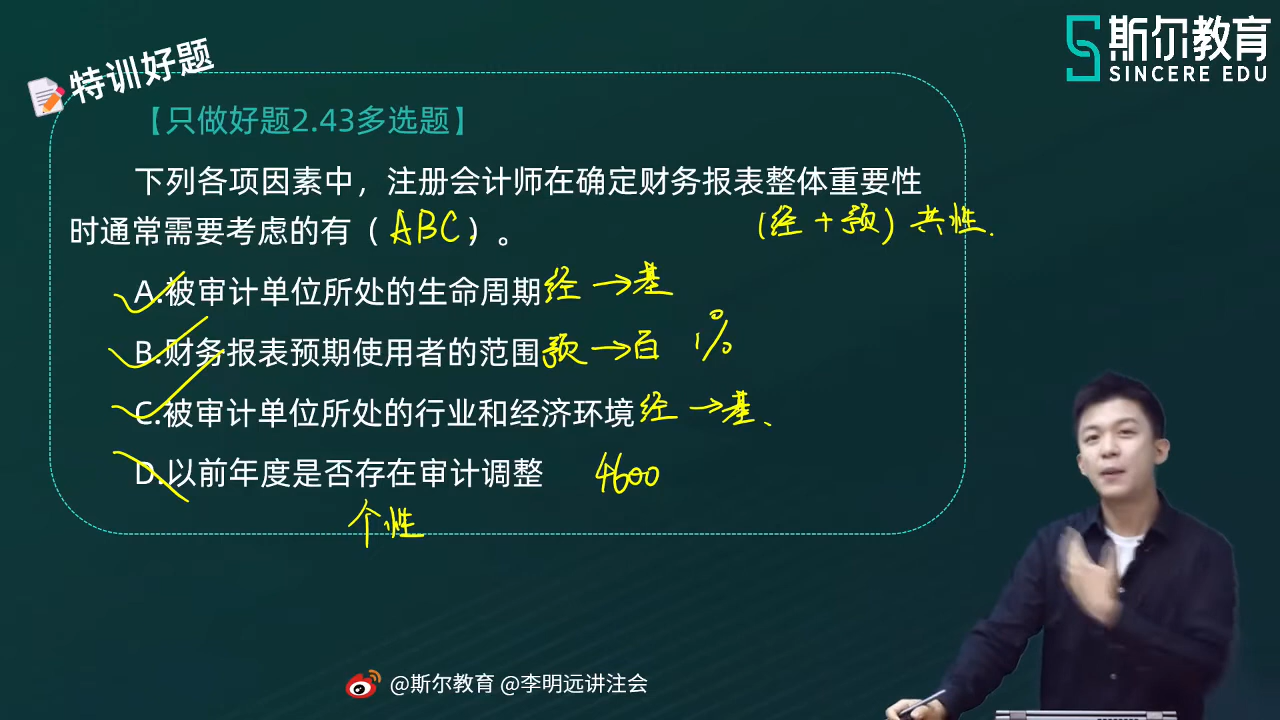 斯尔教育
SINCERE EDU
特训好题
【只做好题2.43多选题】
下列各项因素中，注册会计师在确定财务报表整体重要性
时通常需要考虑的有（ABC）。
(经+预)共性.
A.被审计单位所处的生命周期 经→基
B.财务报表预期使用者的范围 预→百 1%
C.被审计单位所处的行业和经济环境 经→基、
D.以前年度是否存在审计调整 4600
个性
@斯尔教育 @李明远讲注会